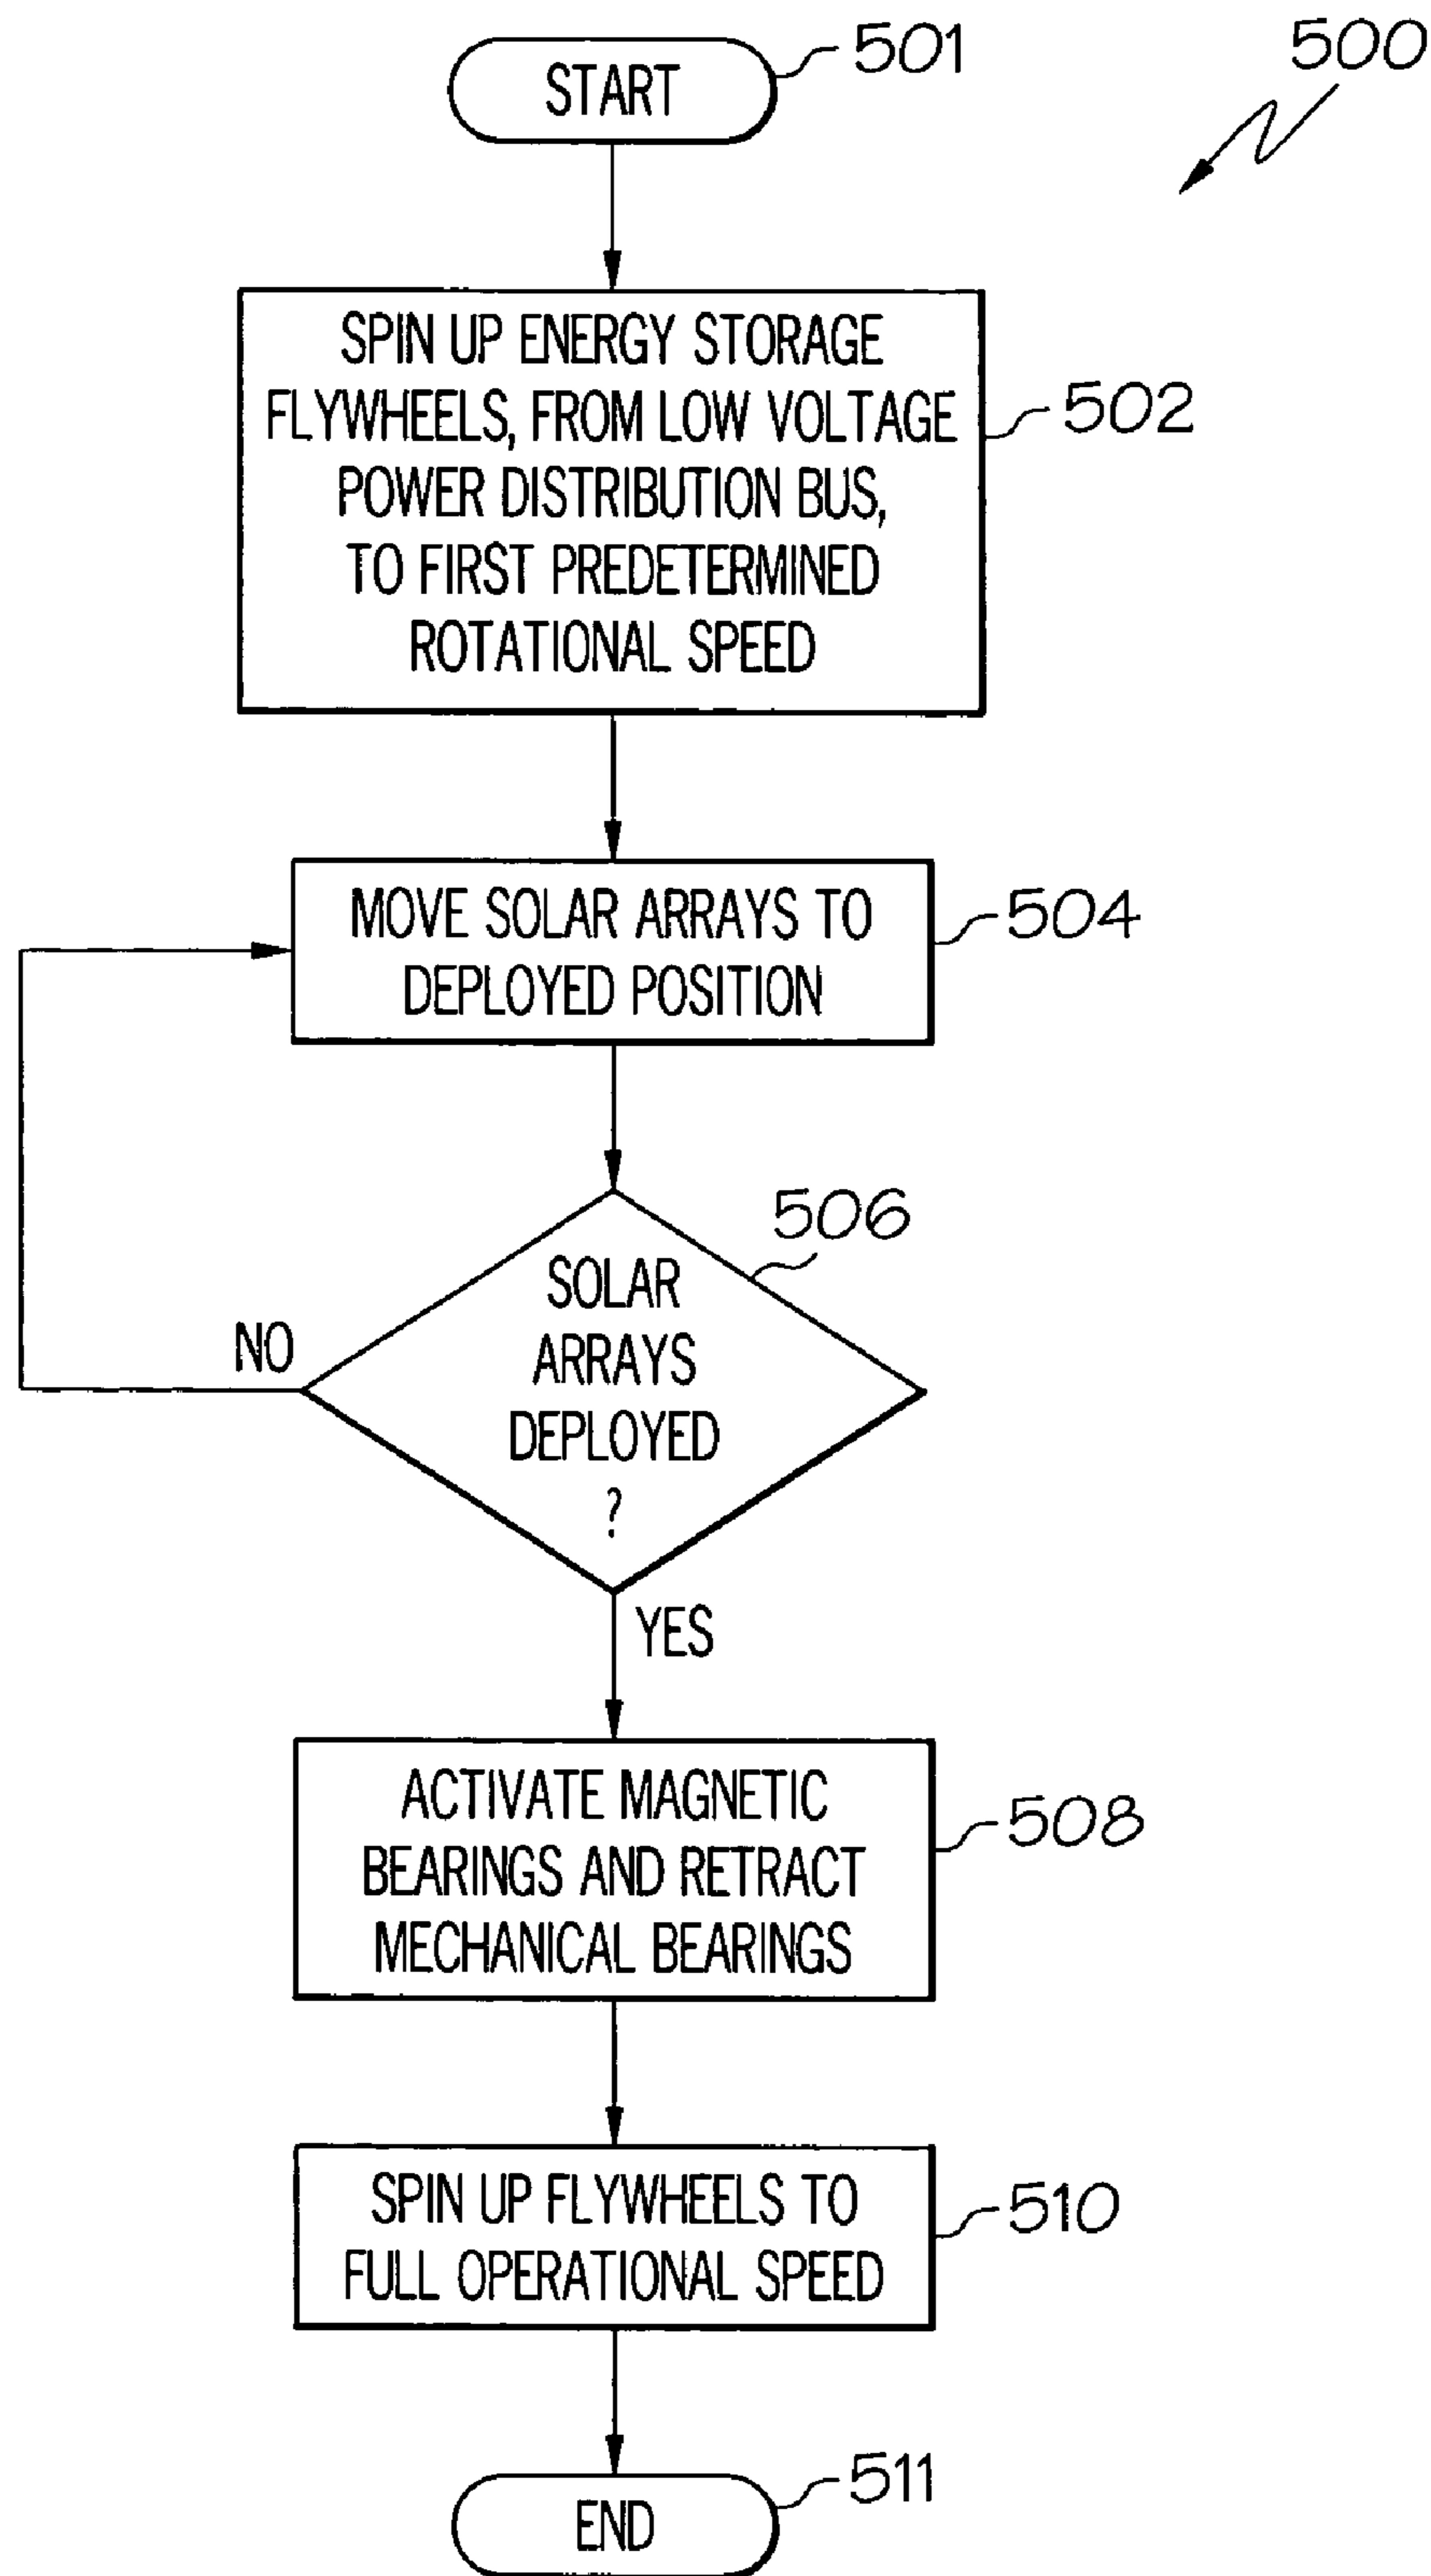 500
START
501
SPIN UP ENERGY STORAGE
FLYWHEELS, FROM LOW VOLTAGE
POWER DISTRIBUTION BUS,
TO FIRST PREDETERMINED
ROTATIONAL SPEED
502
MOVE SOLAR ARRAYS TO
DEPLOYED POSITION
504
SOLAR
ARRAYS
DEPLOYED
?
506
NO
YES
ACTIVATE MAGNETIC
BEARINGS AND RETRACT
MECHANICAL BEARINGS
508
SPIN UP FLYWHEELS TO
FULL OPERATIONAL SPEED
510
END
511